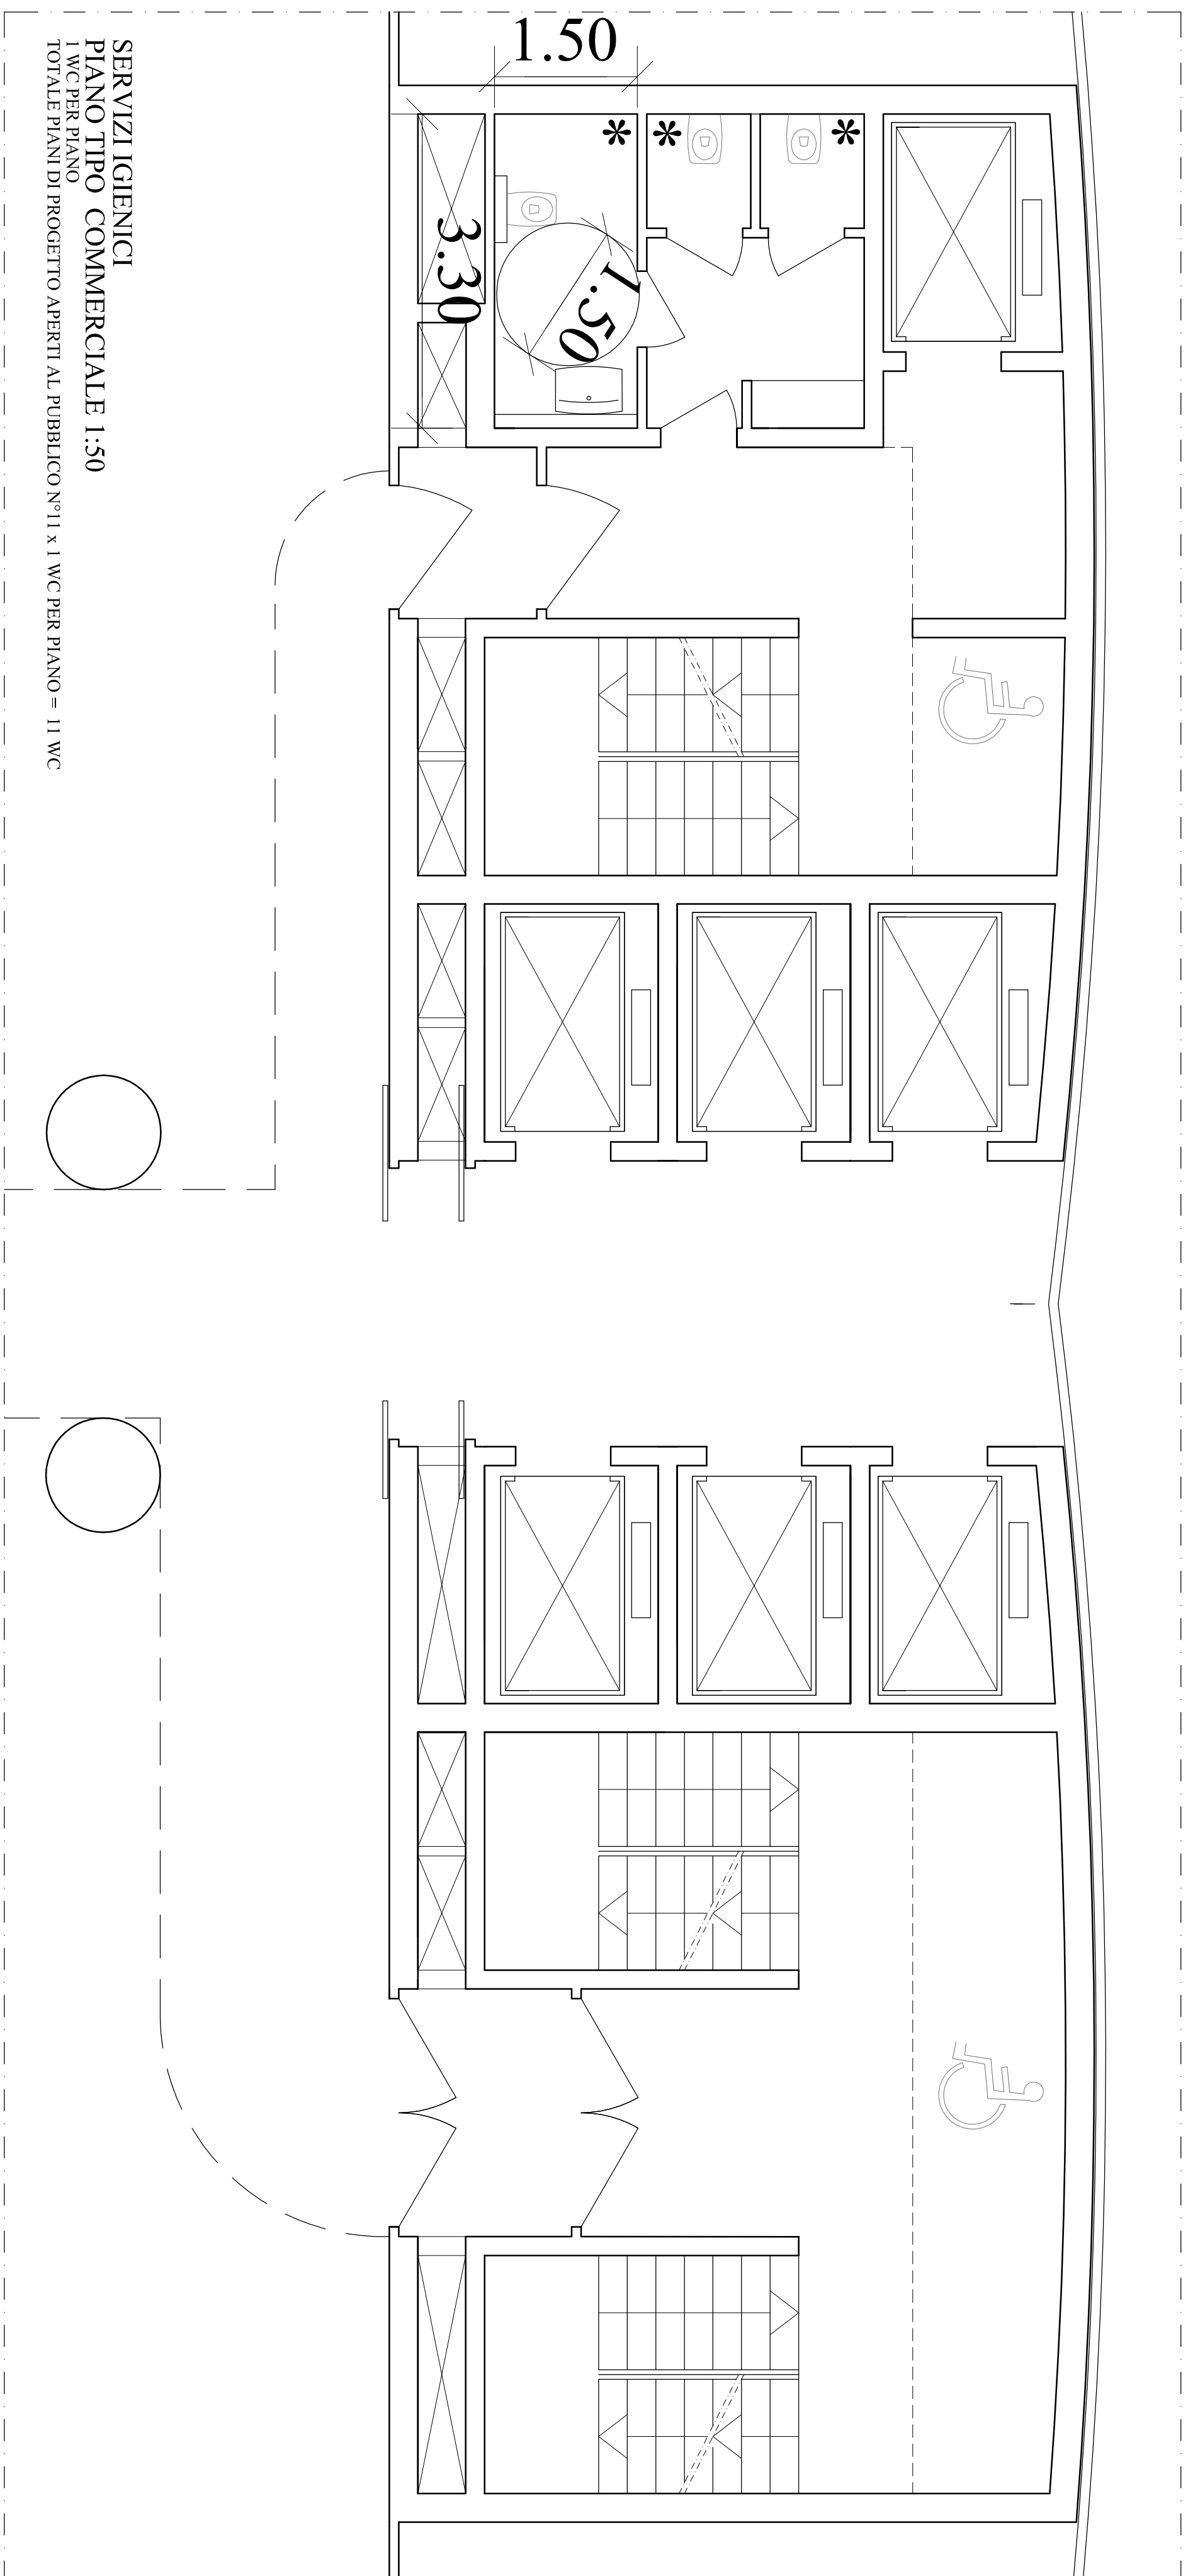 SERVIZI IGIENICI
PIANO TIPO COMMERCIALE 1:50
1 WC PER PIANO
TOTALE PIANI DI PROGETTO APERTI AL PUBBLICO N°11 x 1 WC PER PIANO = 11 WC
1.50
*
*
*
3.30
1.50